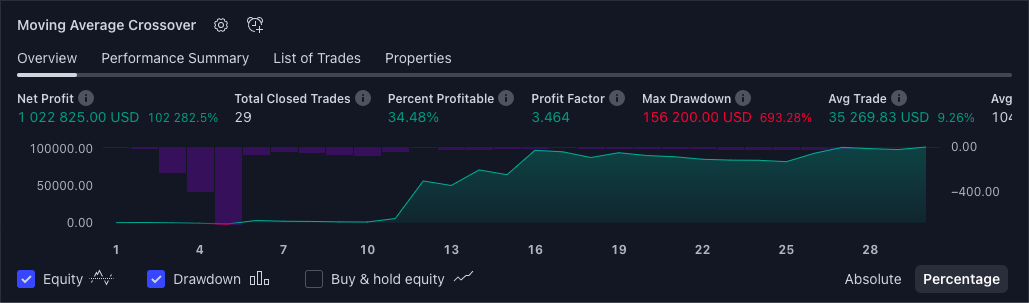 Moving Average Crossover
Overview Performance Summary List of Trades Properties
Net Profit Total Closed Trades Percent Profitable Profit Factor Max Drawdown Avg Trade Avg
1 022 825.00 USD 102 282.5% 29 34.48% 3.464 156 200.00 USD 693.28% 35 269.83 USD 9.26% 104
100000.00 0.00
50000.00 −400.00
0.00
1 4 7 10 13 16 19 22 25 28
Equity Drawdown Buy & hold equity Absolute Percentage